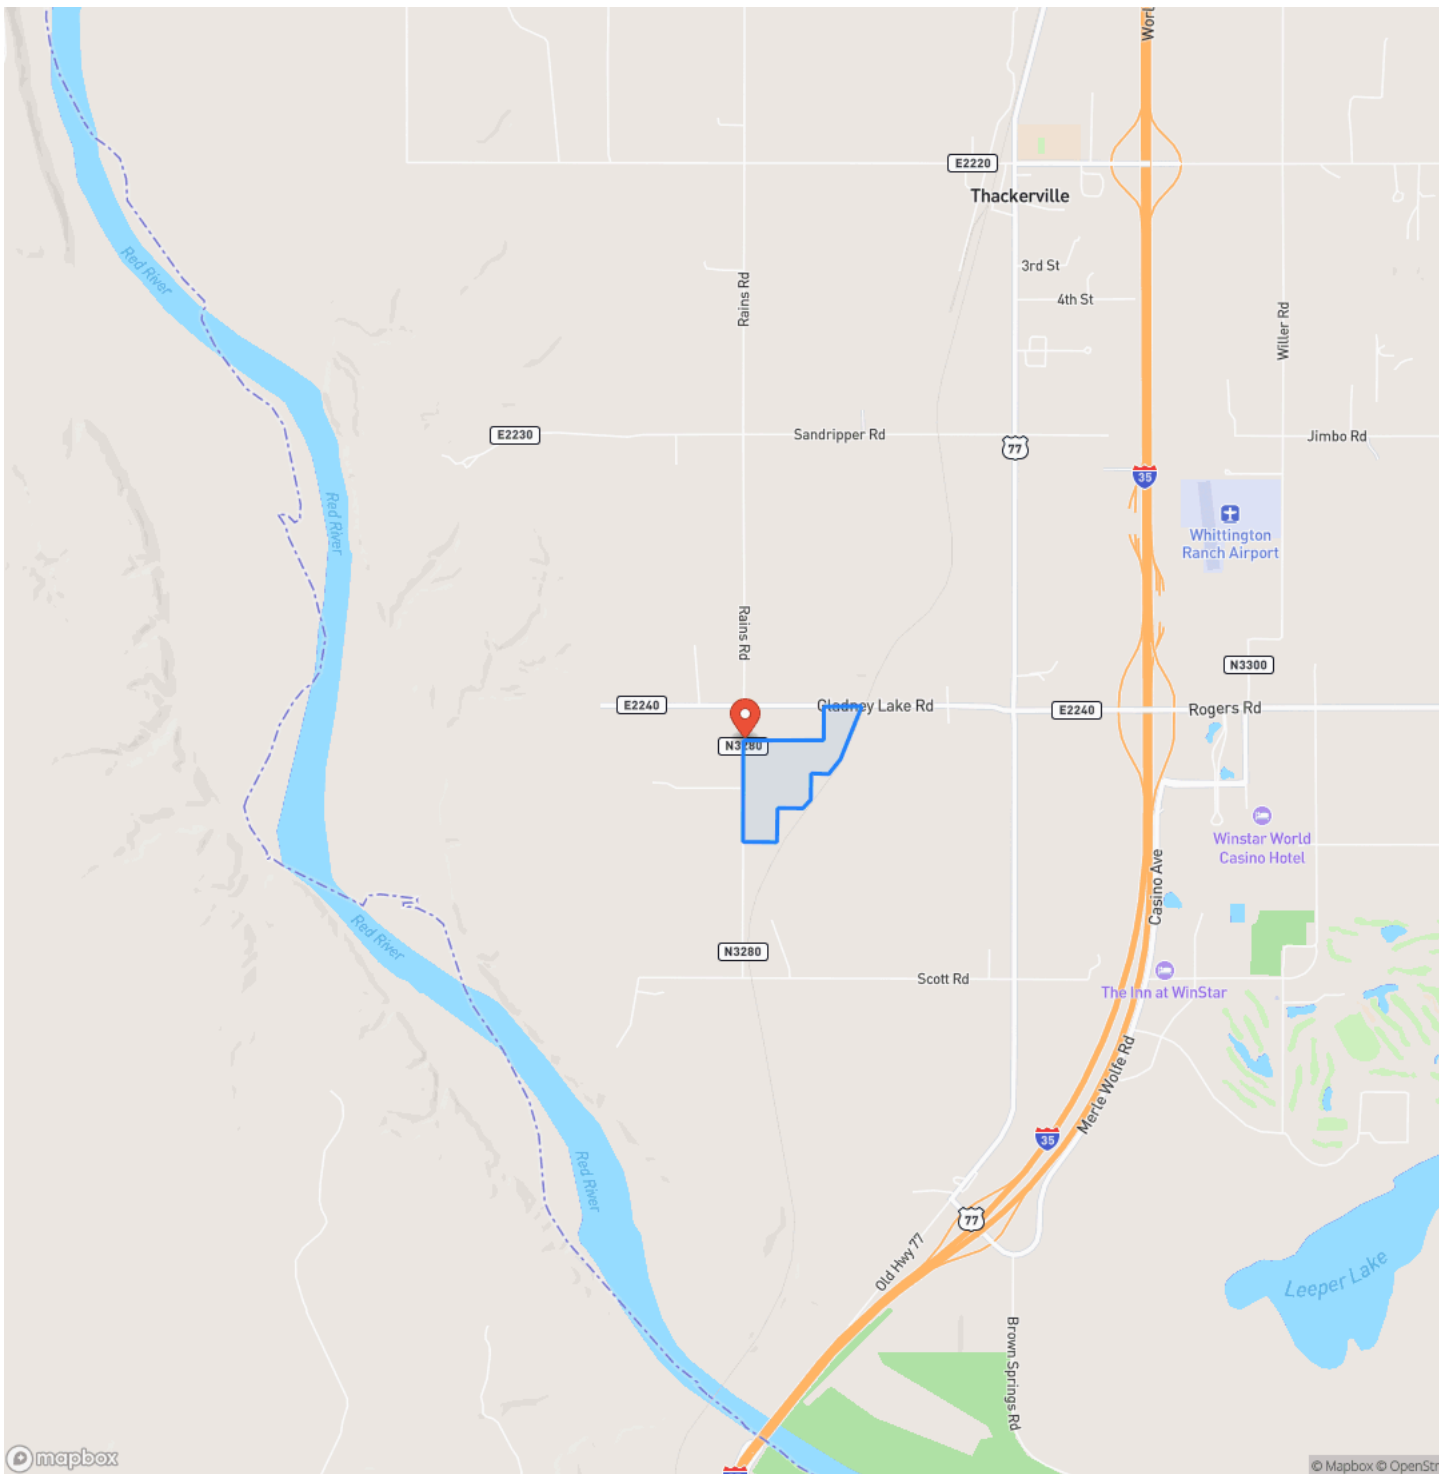 Worl
E2220
Thackerville
Red River
Rains Rd
3rd St
4th St
Willer Rd
E2230
Sandripper Rd
77
Jimbo Rd
35
Red River
Whittington
Ranch Airport
Rains Rd
N3300
E2240
Gladney Lake Rd
E2240
Rogers Rd
N3280
Winstar World
Casino Hotel
Casino Ave
Red River
N3280
Scott Rd
The Inn at WinStar
Merle Wolfe Rd
35
Red River
77
Old Hwy 77
Leeper Lake
Brown Springs Rd
mapbox
© Mapbox © OpenStr